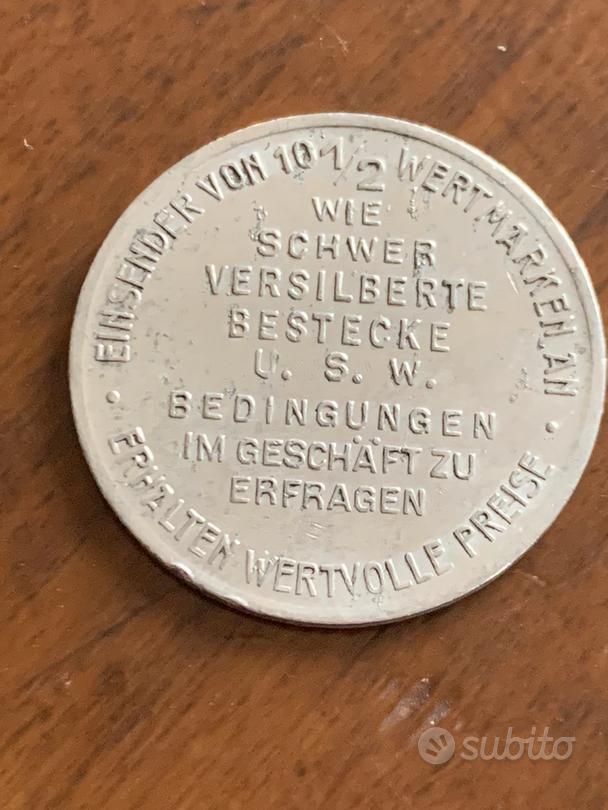 EINSENDER VON 10 1/2 WERTMARKEN AN
WIE
SCHWER
VERSILBERTE
BESTECKE
U. S. W.
BEDINGUNGEN
IM GESCHÄFT ZU
ERFRAGEN
• ERHALTEN WERTVOLLE PREISE •
subito